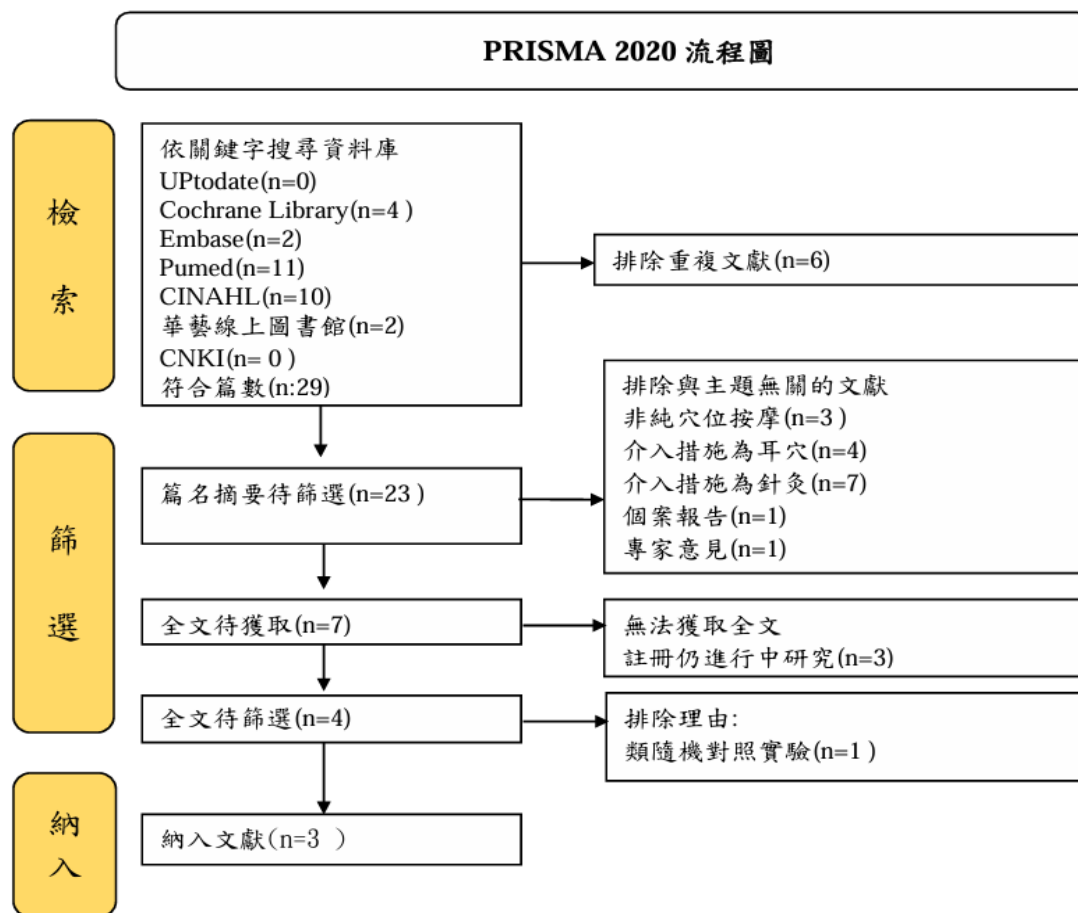 PRISMA 2020 流程圖
檢
索
依關鍵字搜尋資料庫
UPtodate(n=0)
Cochrane Library(n=4 )
Embase(n=2)
Pumed(n=11)
CINAHL(n=10)
華藝線上圖書館(n=2)
CNKI(n= 0 )
符合篇數(n:29)
排除重複文獻(n=6)
篩
選
篇名摘要待篩選(n=23 )
排除與主題無關的文獻
非純穴位按摩(n=3 )
介入措施為耳穴(n=4)
介入措施為針灸(n=7)
個案報告(n=1)
專家意見(n=1)
全文待獲取(n=7)
無法獲取全文
註冊仍進行中研究(n=3)
全文待篩選(n=4)
排除理由:
類隨機對照實驗(n=1 )
納
入
納入文獻(n=3 )